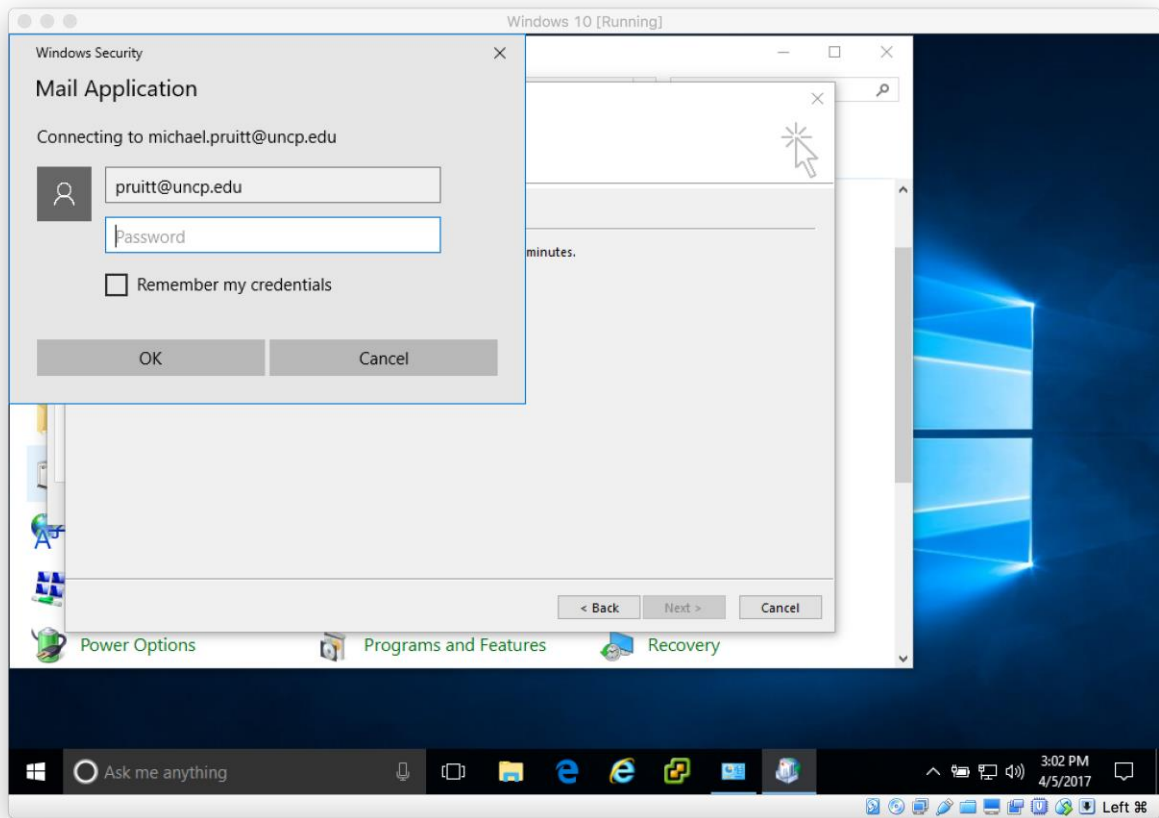 Windows 10 [Running]
Windows Security
Mail Application
Connecting to michael.pruitt@uncp.edu
pruitt@uncp.edu
Password
Remember my credentials
OK
Cancel
minutes.
< Back
Next >
Cancel
Power Options
Programs and Features
Recovery
Ask me anything
3:02 PM
4/5/2017
Left ⌘